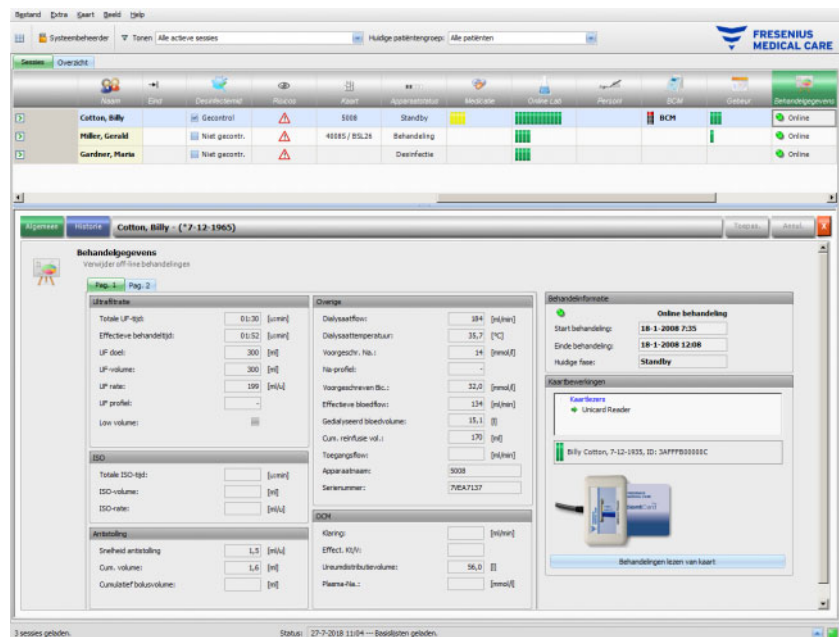 Bestand Extra Kaart Beeld Help
Systeembeheerder Tonen Alle actieve sessies Huidige patiëntengroep: Alle patiënten
FRESENIUS
MEDICAL CARE
Sessies Overzicht
Naam Eind Desinfectiemid Risicos Kaart Apparaatstatus Medicatie Online Lab Persoon BCM Gebeur Behandelgegevens
Cotton, Billy Gecontrol 5008 Standby BCM Online
Miller, Gerald Niet gecontr. 4008S / BSL26 Behandeling Online
Gardner, Maria Niet gecontr. Desinfectie Online
Algemeen Historie Cotton, Billy - (*7-12-1965) Toepas. Annul. X
Behandelgegevens
Verwijder off-line behandelingen
Pag. 1 Pag. 2
Ultrafiltratie
Totale UF-tijd: 01:30 [u:min]
Effectieve behandeltijd: 01:52 [u:min]
UF doel: 300 [ml]
UF-volume: 300 [ml]
UF rate: 199 [ml/u]
UF profiel: -
Low volume:
ISO
Totale ISO-tijd: [u:min]
ISO-volume: [ml]
ISO-rate: [ml/u]
Antistolling
Snelheid antistolling 1,5 [ml/u]
Cum. volume: 1,6 [ml]
Cumulatief bolusvolume: [ml]
Overige
Dialysaatflow: 184 [ml/min]
Dialysaattemperatuur: 35,7 [°C]
Voorgeschr. Na.: 14 [mmol/l]
Na-profiel: -
Voorgeschreven Bic.: 32,0 [mmol/l]
Effectieve bloedflow: 134 [ml/min]
Gedialyseerd bloedvolume: 15,1 [l]
Cum. reinfusie vol.: 170 [ml]
Toegangsflow: [ml/min]
Apparaatnaam: 5008
Serienummer: 7VEA7137
OCM
Klaring: [ml/min]
Effect. Kt/V:
Ureumdistributievolume: 56,0 [l]
Plasma-Na.: [mmol/l]
Behandelinformatie
Online behandeling
Start behandeling: 18-1-2008 7:35
Einde behandeling: 18-1-2008 12:08
Huidige fase: Standby
Kaartbewerkingen
Kaartlezers
Unicard Reader
Billy Cotton, 7-12-1935, ID: 3AFFFB00000C
Behandelingen lezen van kaart
3 sessies geladen. Status: 27-7-2018 11:04 --- Basislijsten geladen.